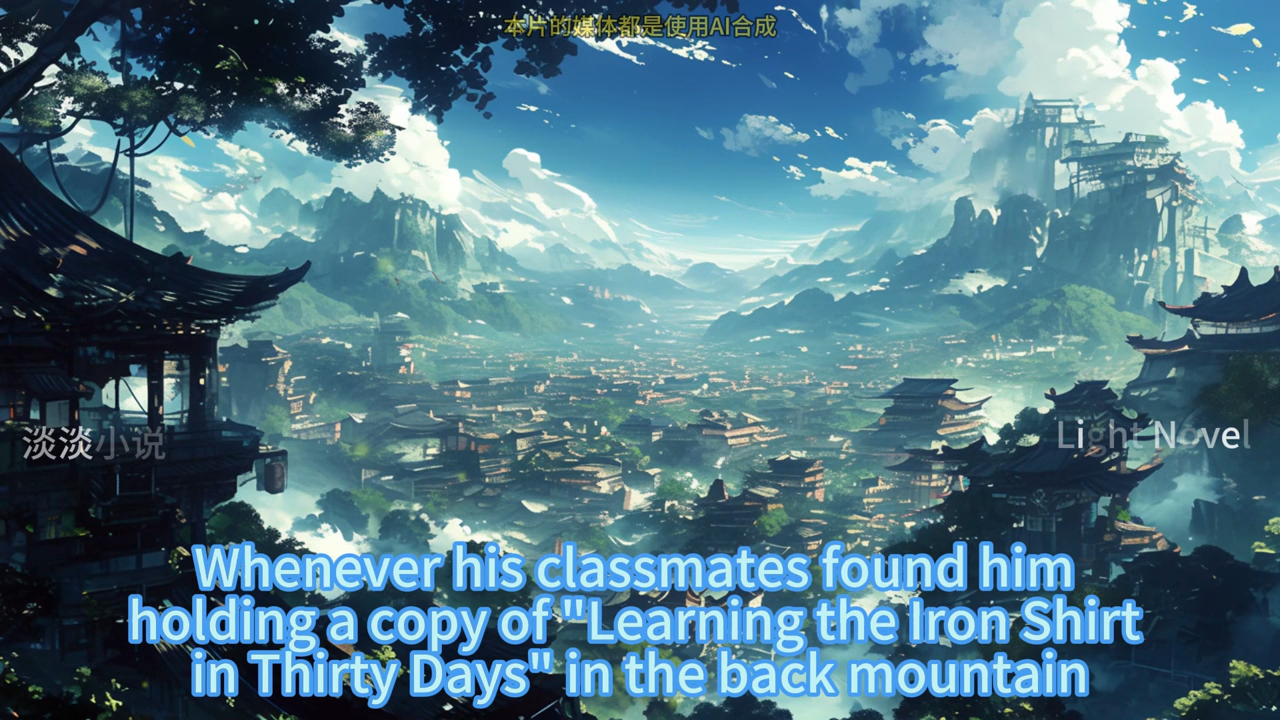 本片的媒体都是使用AI合成
淡淡小说
Light Novel
Whenever his classmates found him
holding a copy of "Learning the Iron Shirt
in Thirty Days" in the back mountain